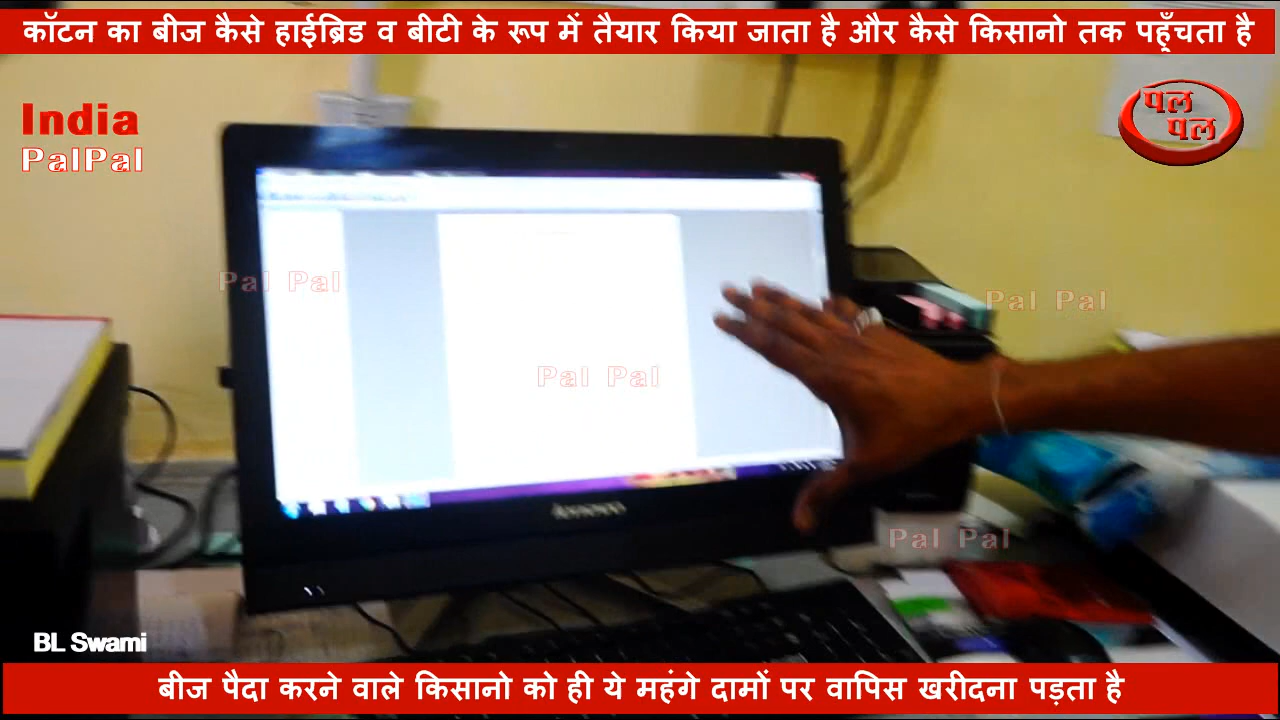 कॉटन का बीज कैसे हाईब्रिड व बीटी के रूप में तैयार किया जाता है और कैसे किसानो तक पहुँचता है
India
PalPal
पल
पल
Pal Pal
Pal Pal
Pal Pal
Pal Pal
lenovo
BL Swami
बीज पैदा करने वाले किसानो को ही ये महंगे दामों पर वापिस खरीदना पड़ता है